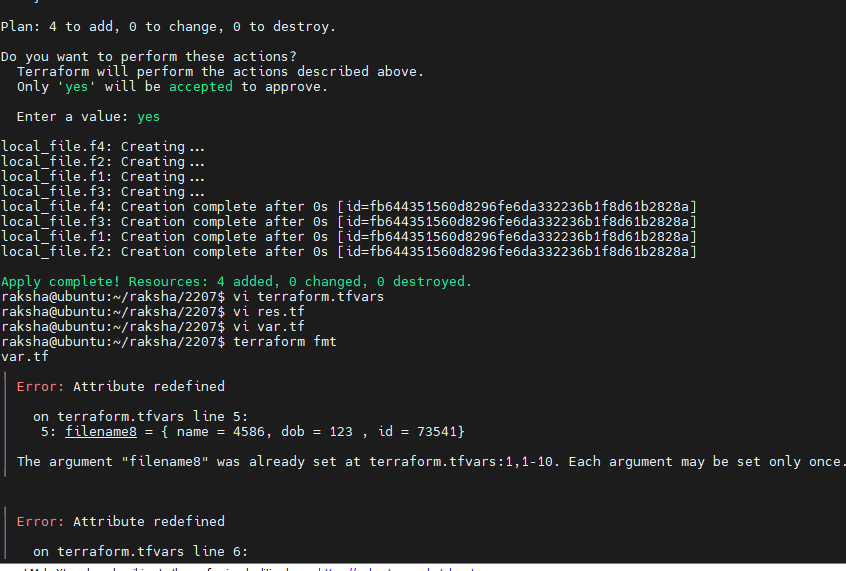 Plan: 4 to add, 0 to change, 0 to destroy.
Do you want to perform these actions?
Terraform will perform the actions described above.
Only 'yes' will be accepted to approve.
Enter a value: yes
local_file.f4: Creating...
local_file.f2: Creating...
local_file.f1: Creating...
local_file.f3: Creating...
local_file.f4: Creation complete after 0s [id=fb644351560d8296fe6da332236b1f8d61b2828a]
local_file.f3: Creation complete after 0s [id=fb644351560d8296fe6da332236b1f8d61b2828a]
local_file.f1: Creation complete after 0s [id=fb644351560d8296fe6da332236b1f8d61b2828a]
local_file.f2: Creation complete after 0s [id=fb644351560d8296fe6da332236b1f8d61b2828a]
Apply complete! Resources: 4 added, 0 changed, 0 destroyed.
raksha@ubuntu:~/raksha/2207$ vi terraform.tfvars
raksha@ubuntu:~/raksha/2207$ vi res.tf
raksha@ubuntu:~/raksha/2207$ vi var.tf
raksha@ubuntu:~/raksha/2207$ terraform fmt
var.tf
Error: Attribute redefined
on terraform.tfvars line 5:
5: filename8 = { name = 4586, dob = 123 , id = 73541}
The argument "filename8" was already set at terraform.tfvars:1,1-10. Each argument may be set only once.
Error: Attribute redefined
on terraform.tfvars line 6: